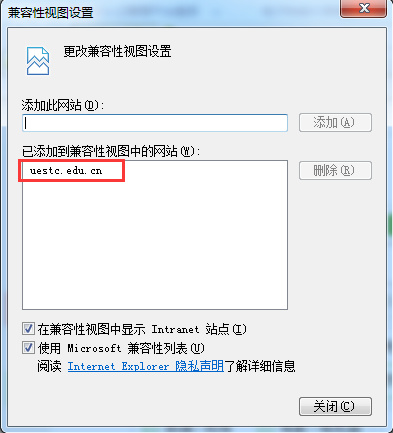 兼容性视图设置
更改兼容性视图设置
添加此网站(D):
添加(A)
已添加到兼容性视图中的网站(W):
uestc.edu.cn
删除(R)
在兼容性视图中显示 Intranet 站点(I)
使用 Microsoft 兼容性列表(U)
阅读 Internet Explorer 隐私声明了解详细信息
关闭(C)